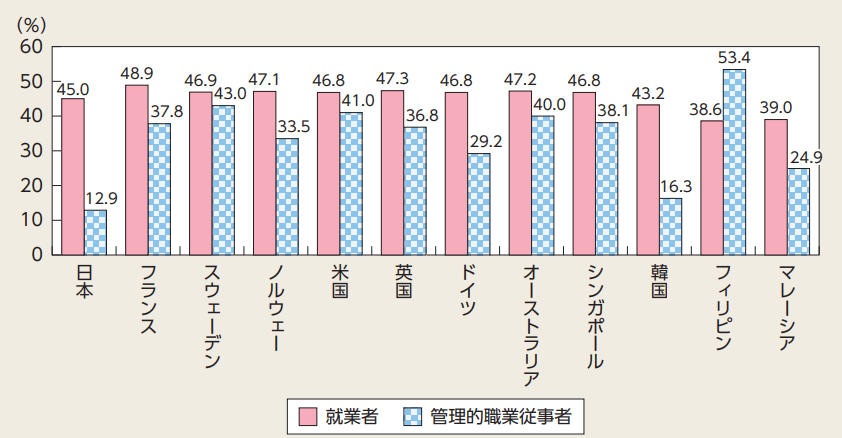 (%)
60
50
40
30
20
10
0
45.0
12.9
48.9
37.8
46.9
43.0
47.1
33.5
46.8
41.0
47.3
36.8
46.8
29.2
47.2
40.0
46.8
38.1
43.2
16.3
38.6
53.4
39.0
24.9
日本
フランス
スウェーデン
ノルウェー
米国
英国
ドイツ
オーストラリア
シンガポール
韓国
フィリピン
マレーシア
就業者 管理的職業従事者